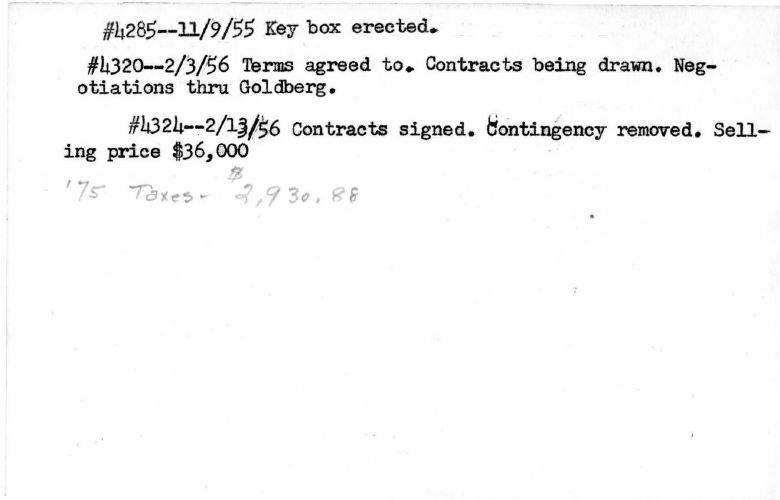 #4285--11/9/55 Key box erected.
#4320--2/3/56 Terms agreed to. Contracts being drawn. Neg-
otiations thru Goldberg.
#4324--2/13/56 Contracts signed. Contingency removed. Sell-
ing price $36,000
'75 Taxes- $2,930.88